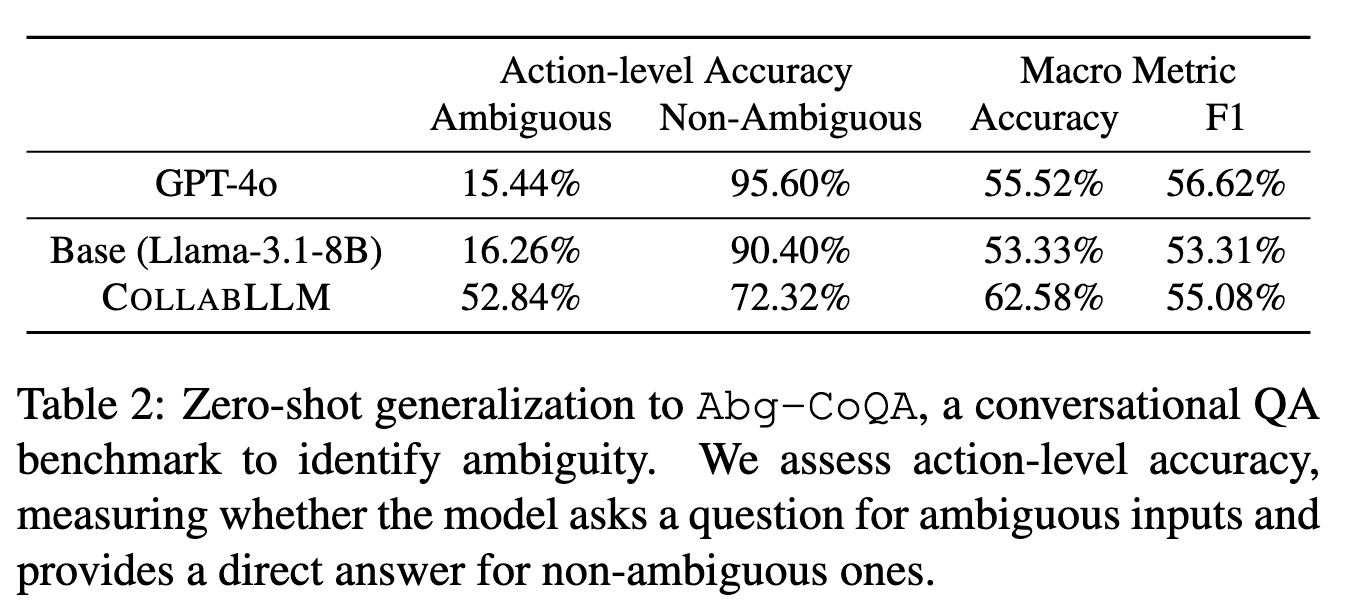 Action-level Accuracy Macro Metric
Ambiguous Non-Ambiguous Accuracy F1
GPT-4o 15.44% 95.60% 55.52% 56.62%
Base (Llama-3.1-8B) 16.26% 90.40% 53.33% 53.31%
COLLABLLM 52.84% 72.32% 62.58% 55.08%
Table 2: Zero-shot generalization to Abg-CoQA, a conversational QA
benchmark to identify ambiguity. We assess action-level accuracy,
measuring whether the model asks a question for ambiguous inputs and
provides a direct answer for non-ambiguous ones.